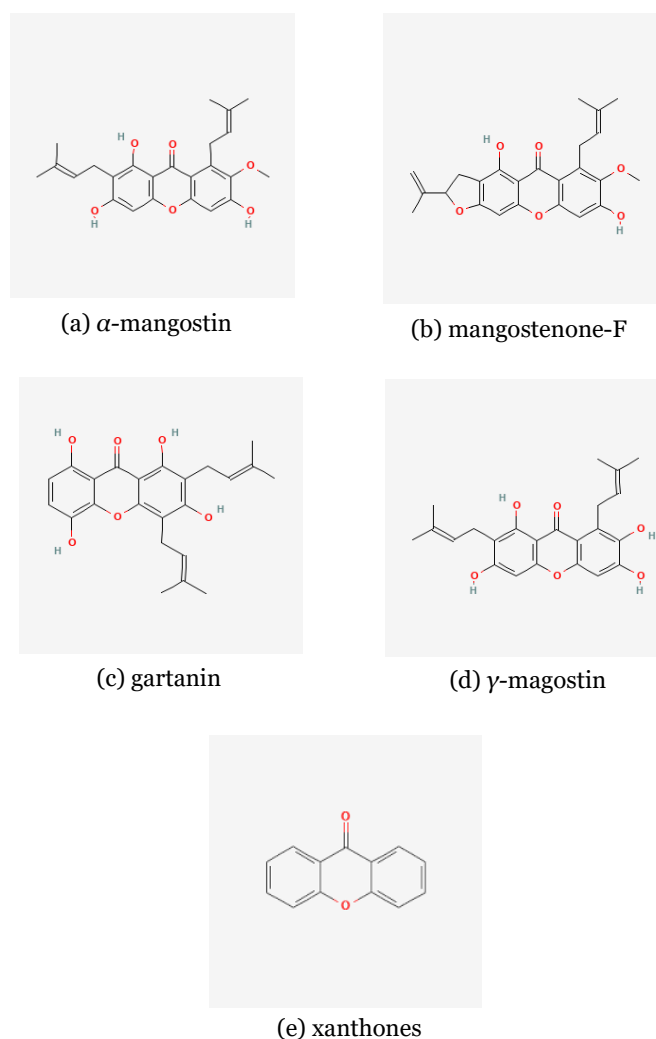 H O O
O
O O O
H H
(a) α-mangostin
H O O
O
O O O
H
(b) mangostenone-F
H O O O H
O H
O
O
H
(c) gartanin
H O O
O H
O O O
H H
(d) γ-magostin
O
O
(e) xanthones